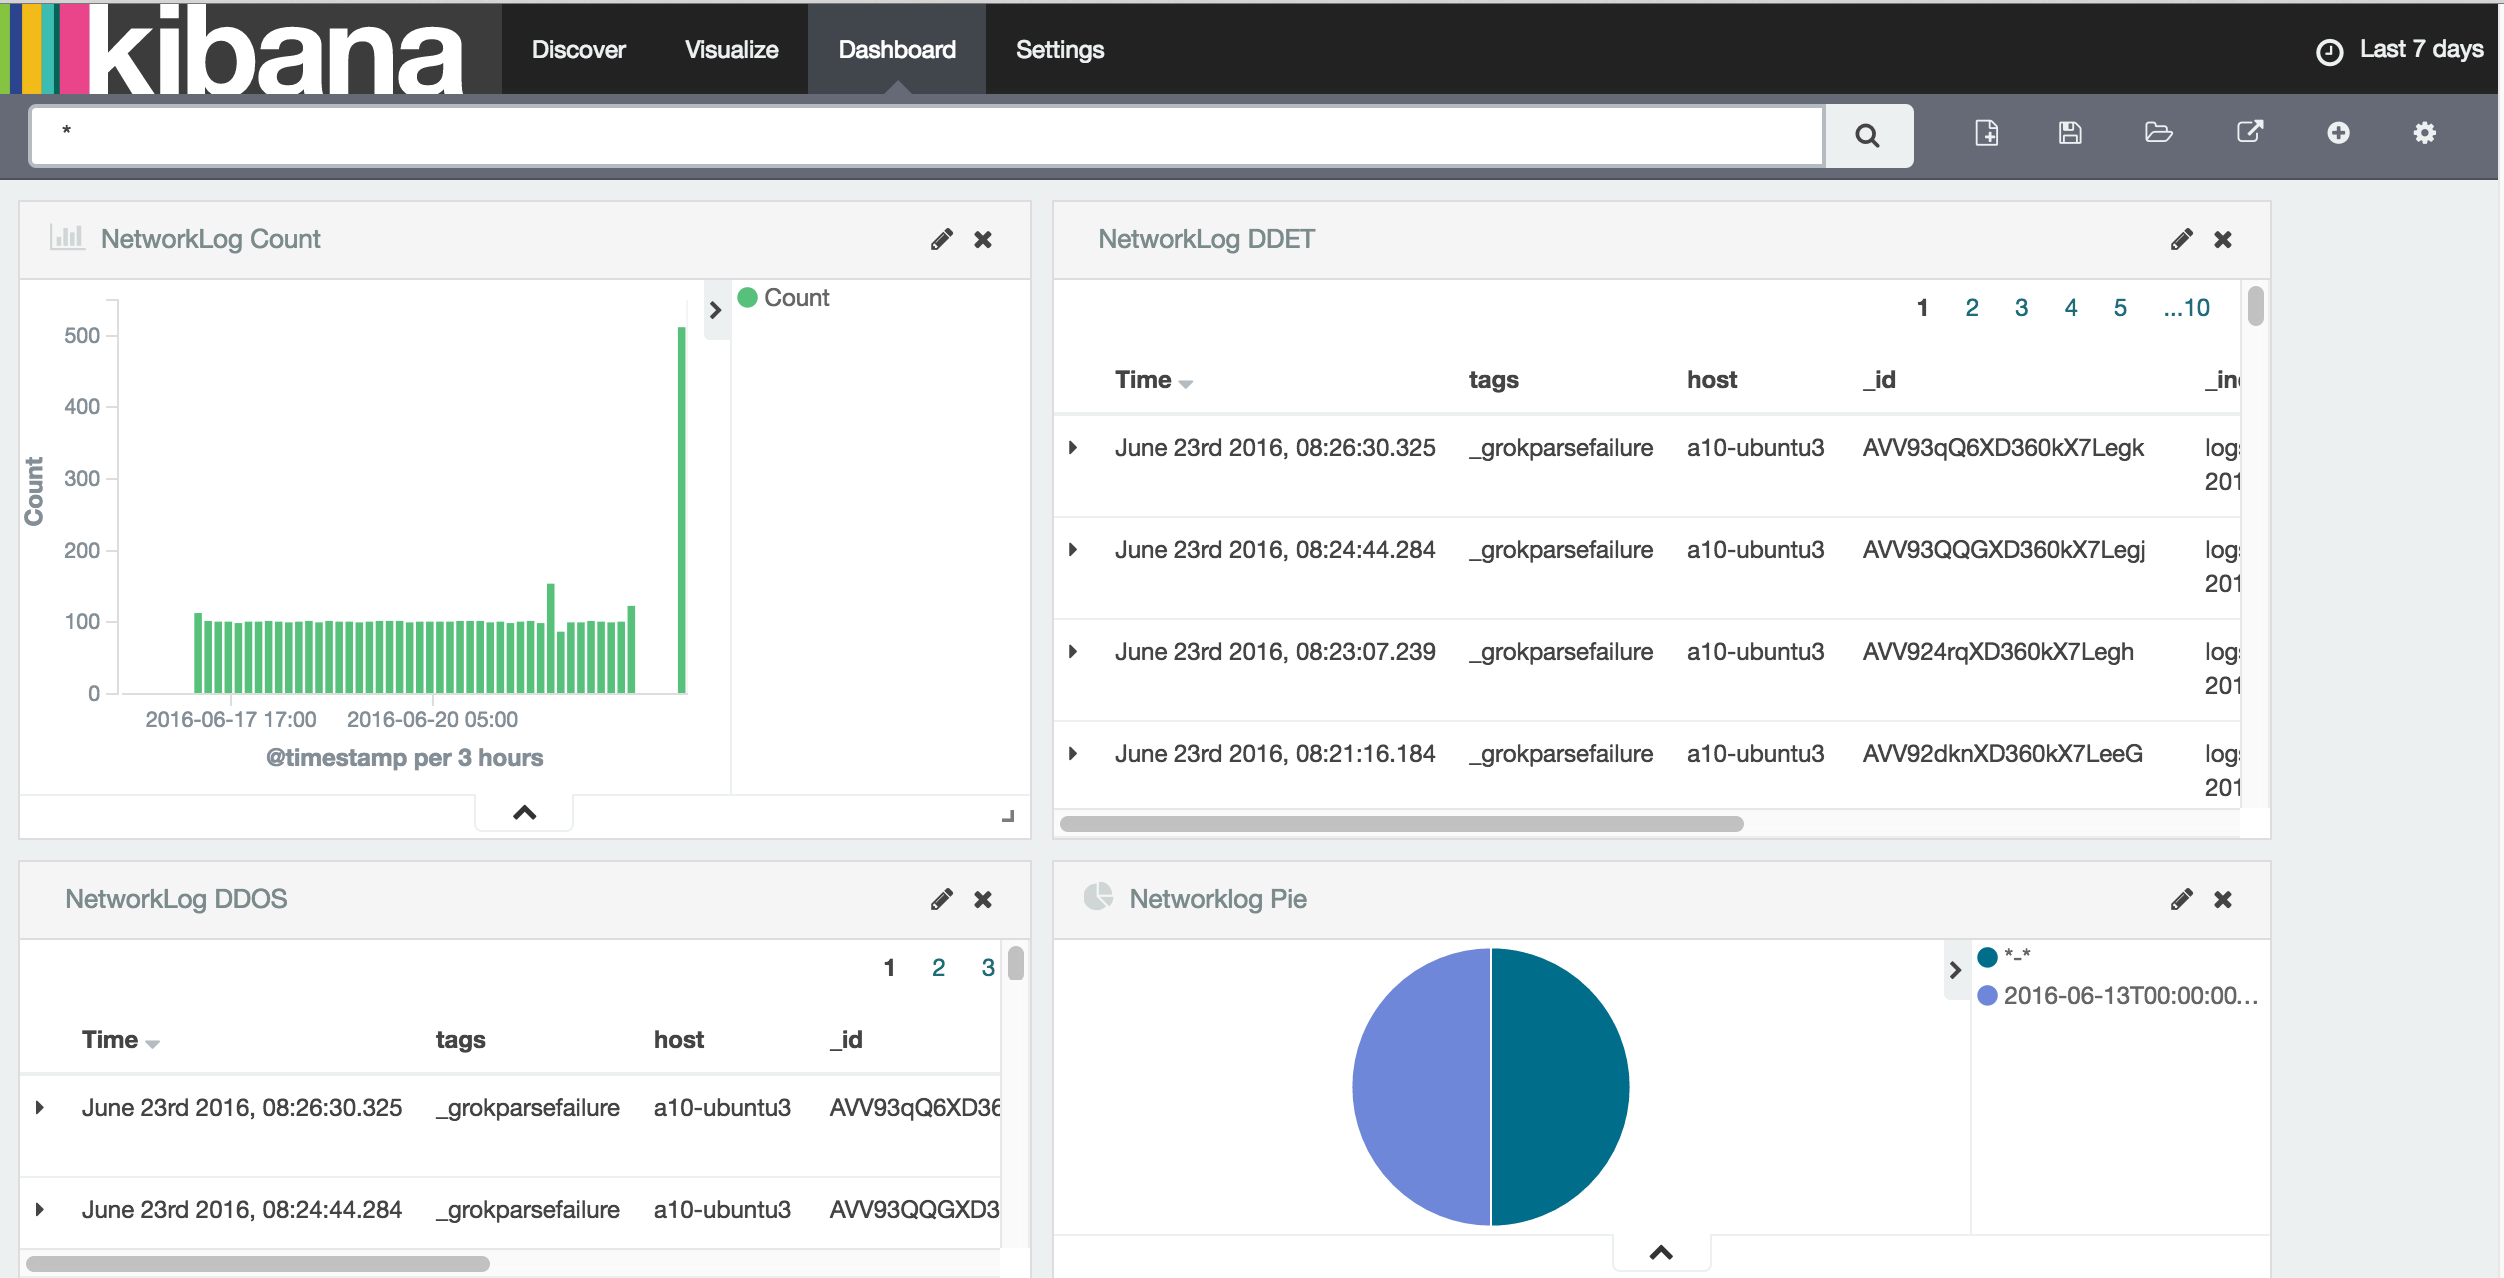 kibana Discover Visualize Dashboard Settings Last 7 days
*
NetworkLog Count
Count
500
400
300
200
100
0
Count
2016-06-17 17:00 2016-06-20 05:00
@timestamp per 3 hours
NetworkLog DDET
1 2 3 4 5 ...10
Time tags host _id
June 23rd 2016, 08:26:30.325 _grokparsefailure a10-ubuntu3 AVV93qQ6XD360kX7Legk log
201
June 23rd 2016, 08:24:44.284 _grokparsefailure a10-ubuntu3 AVV93QQGXD360kX7Legj log
201
June 23rd 2016, 08:23:07.239 _grokparsefailure a10-ubuntu3 AVV924rqXD360kX7Legh log
201
June 23rd 2016, 08:21:16.184 _grokparsefailure a10-ubuntu3 AVV92dknXD360kX7LeeG log
201
NetworkLog DDOS
1 2 3
Time tags host _id
June 23rd 2016, 08:26:30.325 _grokparsefailure a10-ubuntu3 AVV93qQ6XD36
June 23rd 2016, 08:24:44.284 _grokparsefailure a10-ubuntu3 AVV93QQGXD3
Networklog Pie
*-*
2016-06-13T00:00:00...